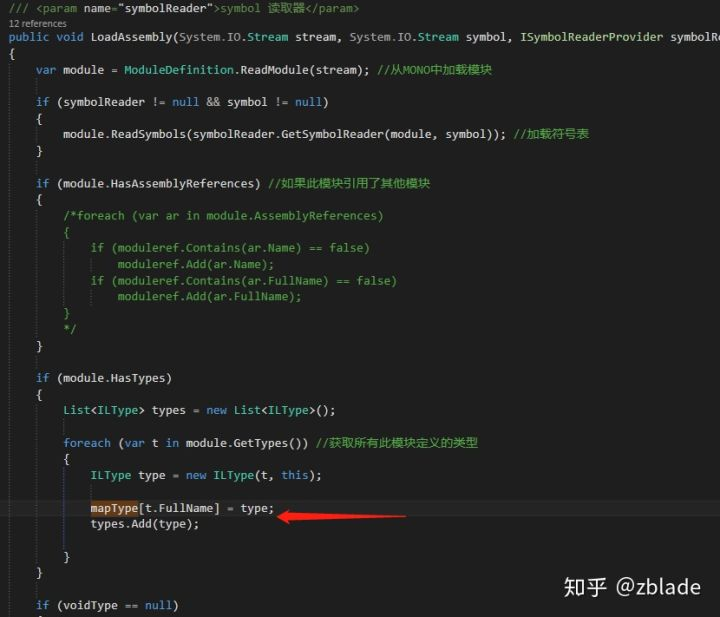 /// <param name="symbolReader">symbol 读取器</param>
12 references
public void LoadAssembly(System.IO.Stream stream, System.IO.Stream symbol, ISymbolReaderProvider symbolRe
{
var module = ModuleDefinition.ReadModule(stream); //从MONO中加载模块
if (symbolReader != null && symbol != null)
{
module.ReadSymbols(symbolReader.GetSymbolReader(module, symbol)); //加载符号表
}
if (module.HasAssemblyReferences) //如果此模块引用了其他模块
{
/*foreach (var ar in module.AssemblyReferences)
{
if (moduleref.Contains(ar.Name) == false)
moduleref.Add(ar.Name);
if (moduleref.Contains(ar.FullName) == false)
moduleref.Add(ar.FullName);
}
*/
}
if (module.HasTypes)
{
List<ILType> types = new List<ILType>();
foreach (var t in module.GetTypes()) //获取所有此模块定义的类型
{
ILType type = new ILType(t, this);
mapType[t.FullName] = type;
types.Add(type);
}
}
if (voidType == null)
知乎 @zblade